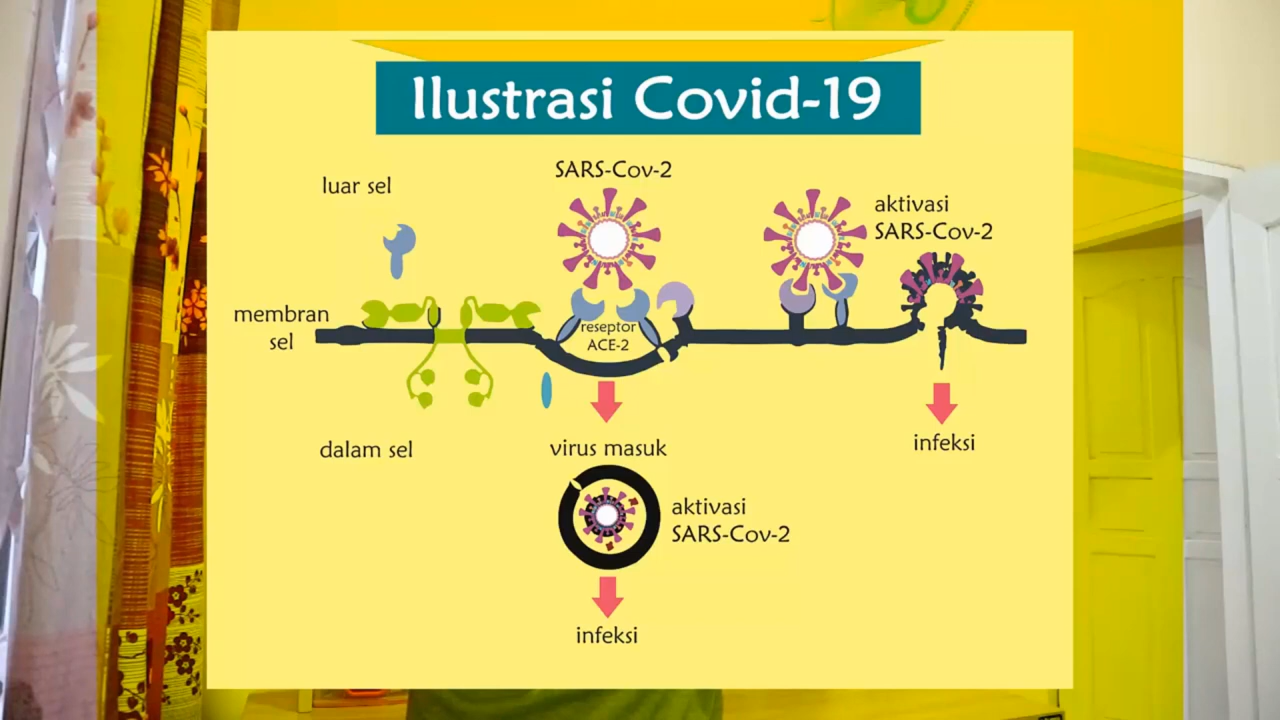 Ilustrasi Covid-19
SARS-Cov-2
luar sel
aktivasi
SARS-Cov-2
membran
sel
reseptor
ACE-2
dalam sel
virus masuk
infeksi
aktivasi
SARS-Cov-2
infeksi